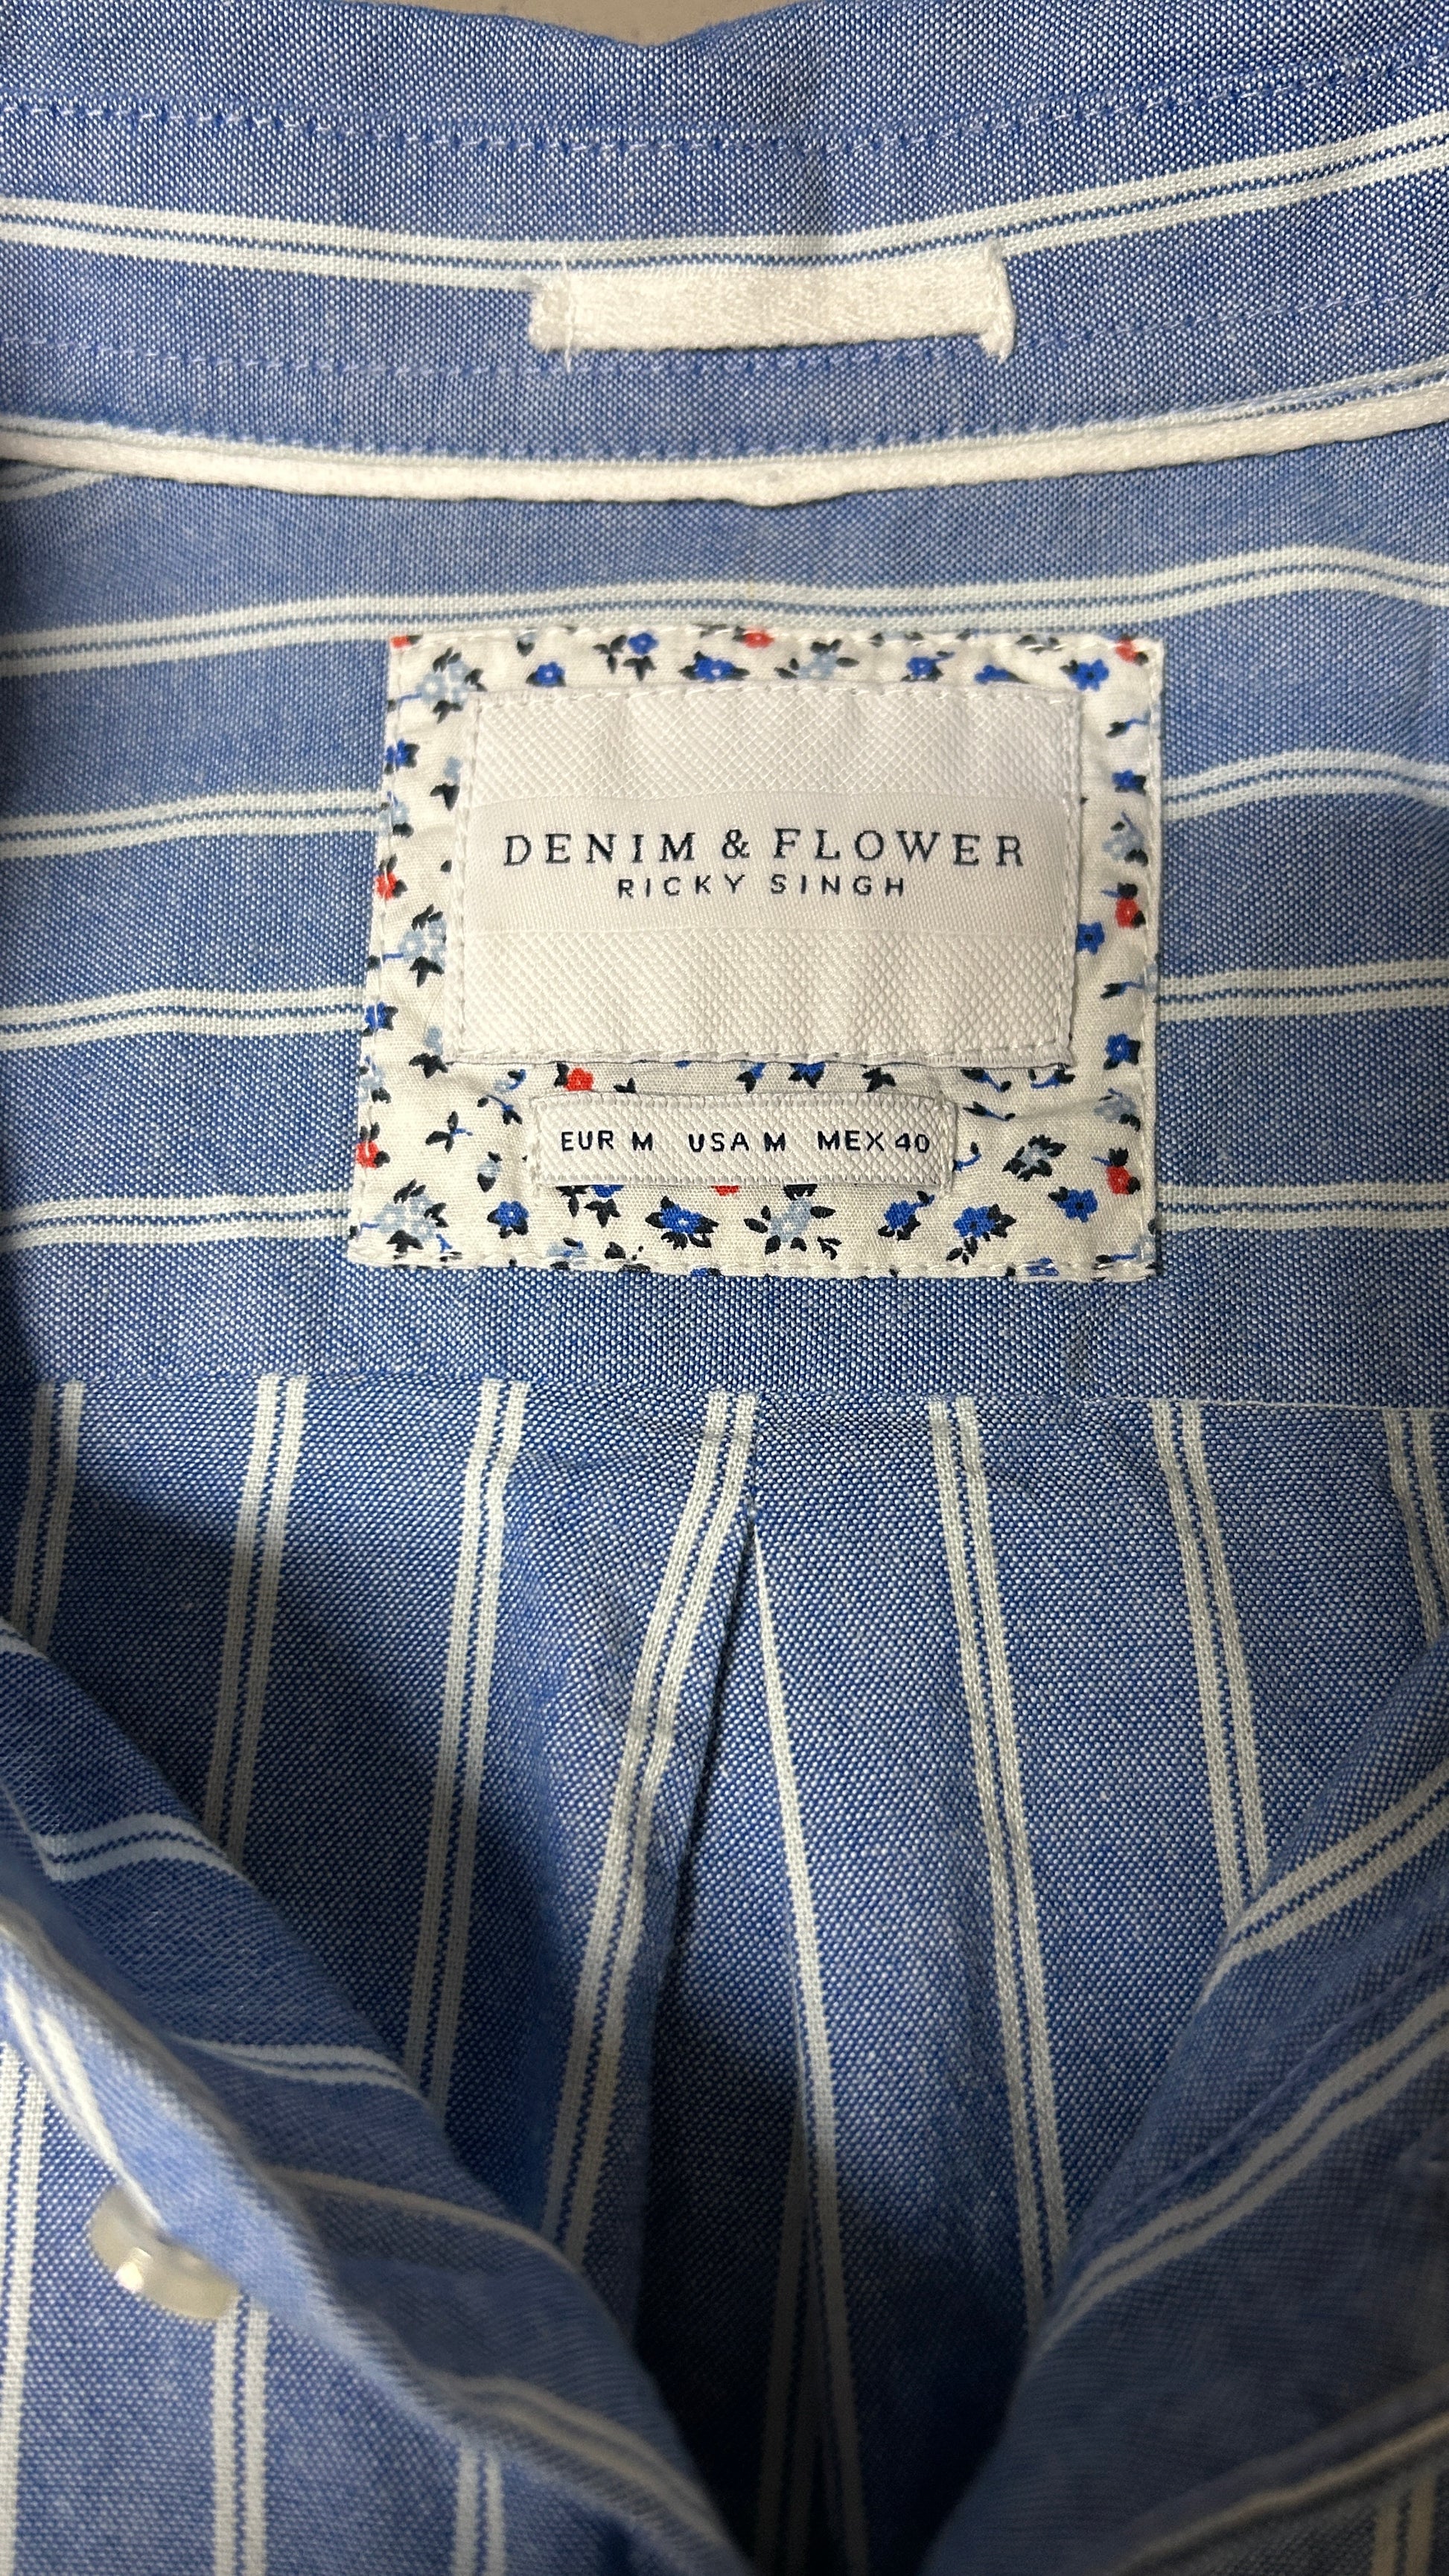 DENIM & FLOWER
RICKY SINGH
EUR M USA M MEX 40